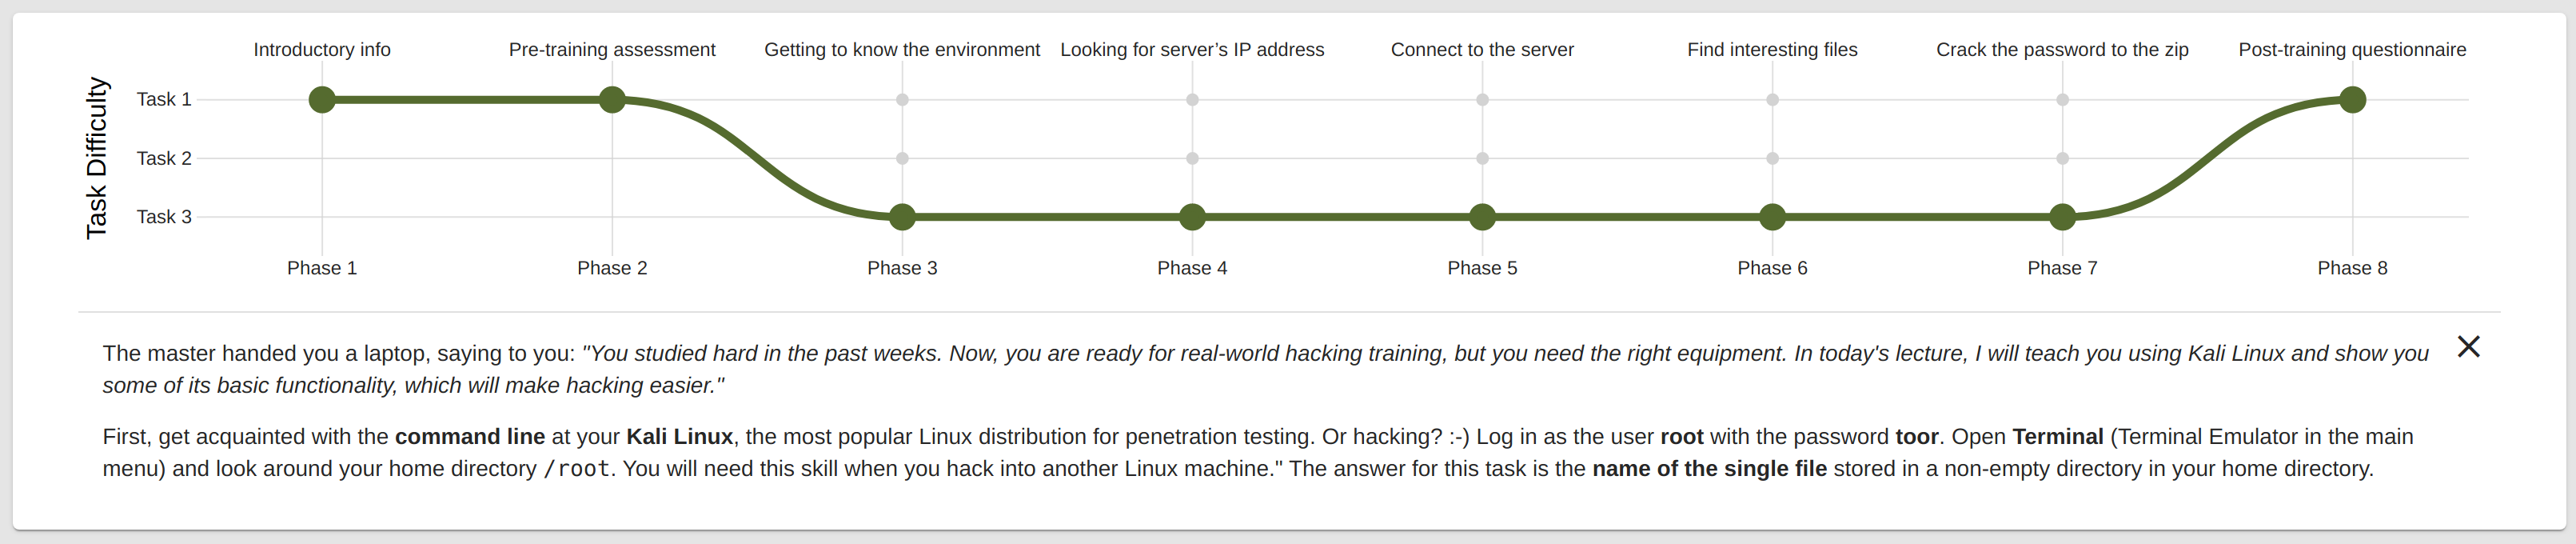 Introductory info Pre-training assessment Getting to know the environment Looking for server’s IP address Connect to the server Find interesting files Crack the password to the zip Post-training questionnaire
Task Difficulty
Task 1
Task 2
Task 3
Phase 1 Phase 2 Phase 3 Phase 4 Phase 5 Phase 6 Phase 7 Phase 8
The master handed you a laptop, saying to you: "You studied hard in the past weeks. Now, you are ready for real-world hacking training, but you need the right equipment. In today's lecture, I will teach you using Kali Linux and show you
some of its basic functionality, which will make hacking easier."
First, get acquainted with the command line at your Kali Linux, the most popular Linux distribution for penetration testing. Or hacking? :-) Log in as the user root with the password toor. Open Terminal (Terminal Emulator in the main
menu) and look around your home directory /root. You will need this skill when you hack into another Linux machine." The answer for this task is the name of the single file stored in a non-empty directory in your home directory.